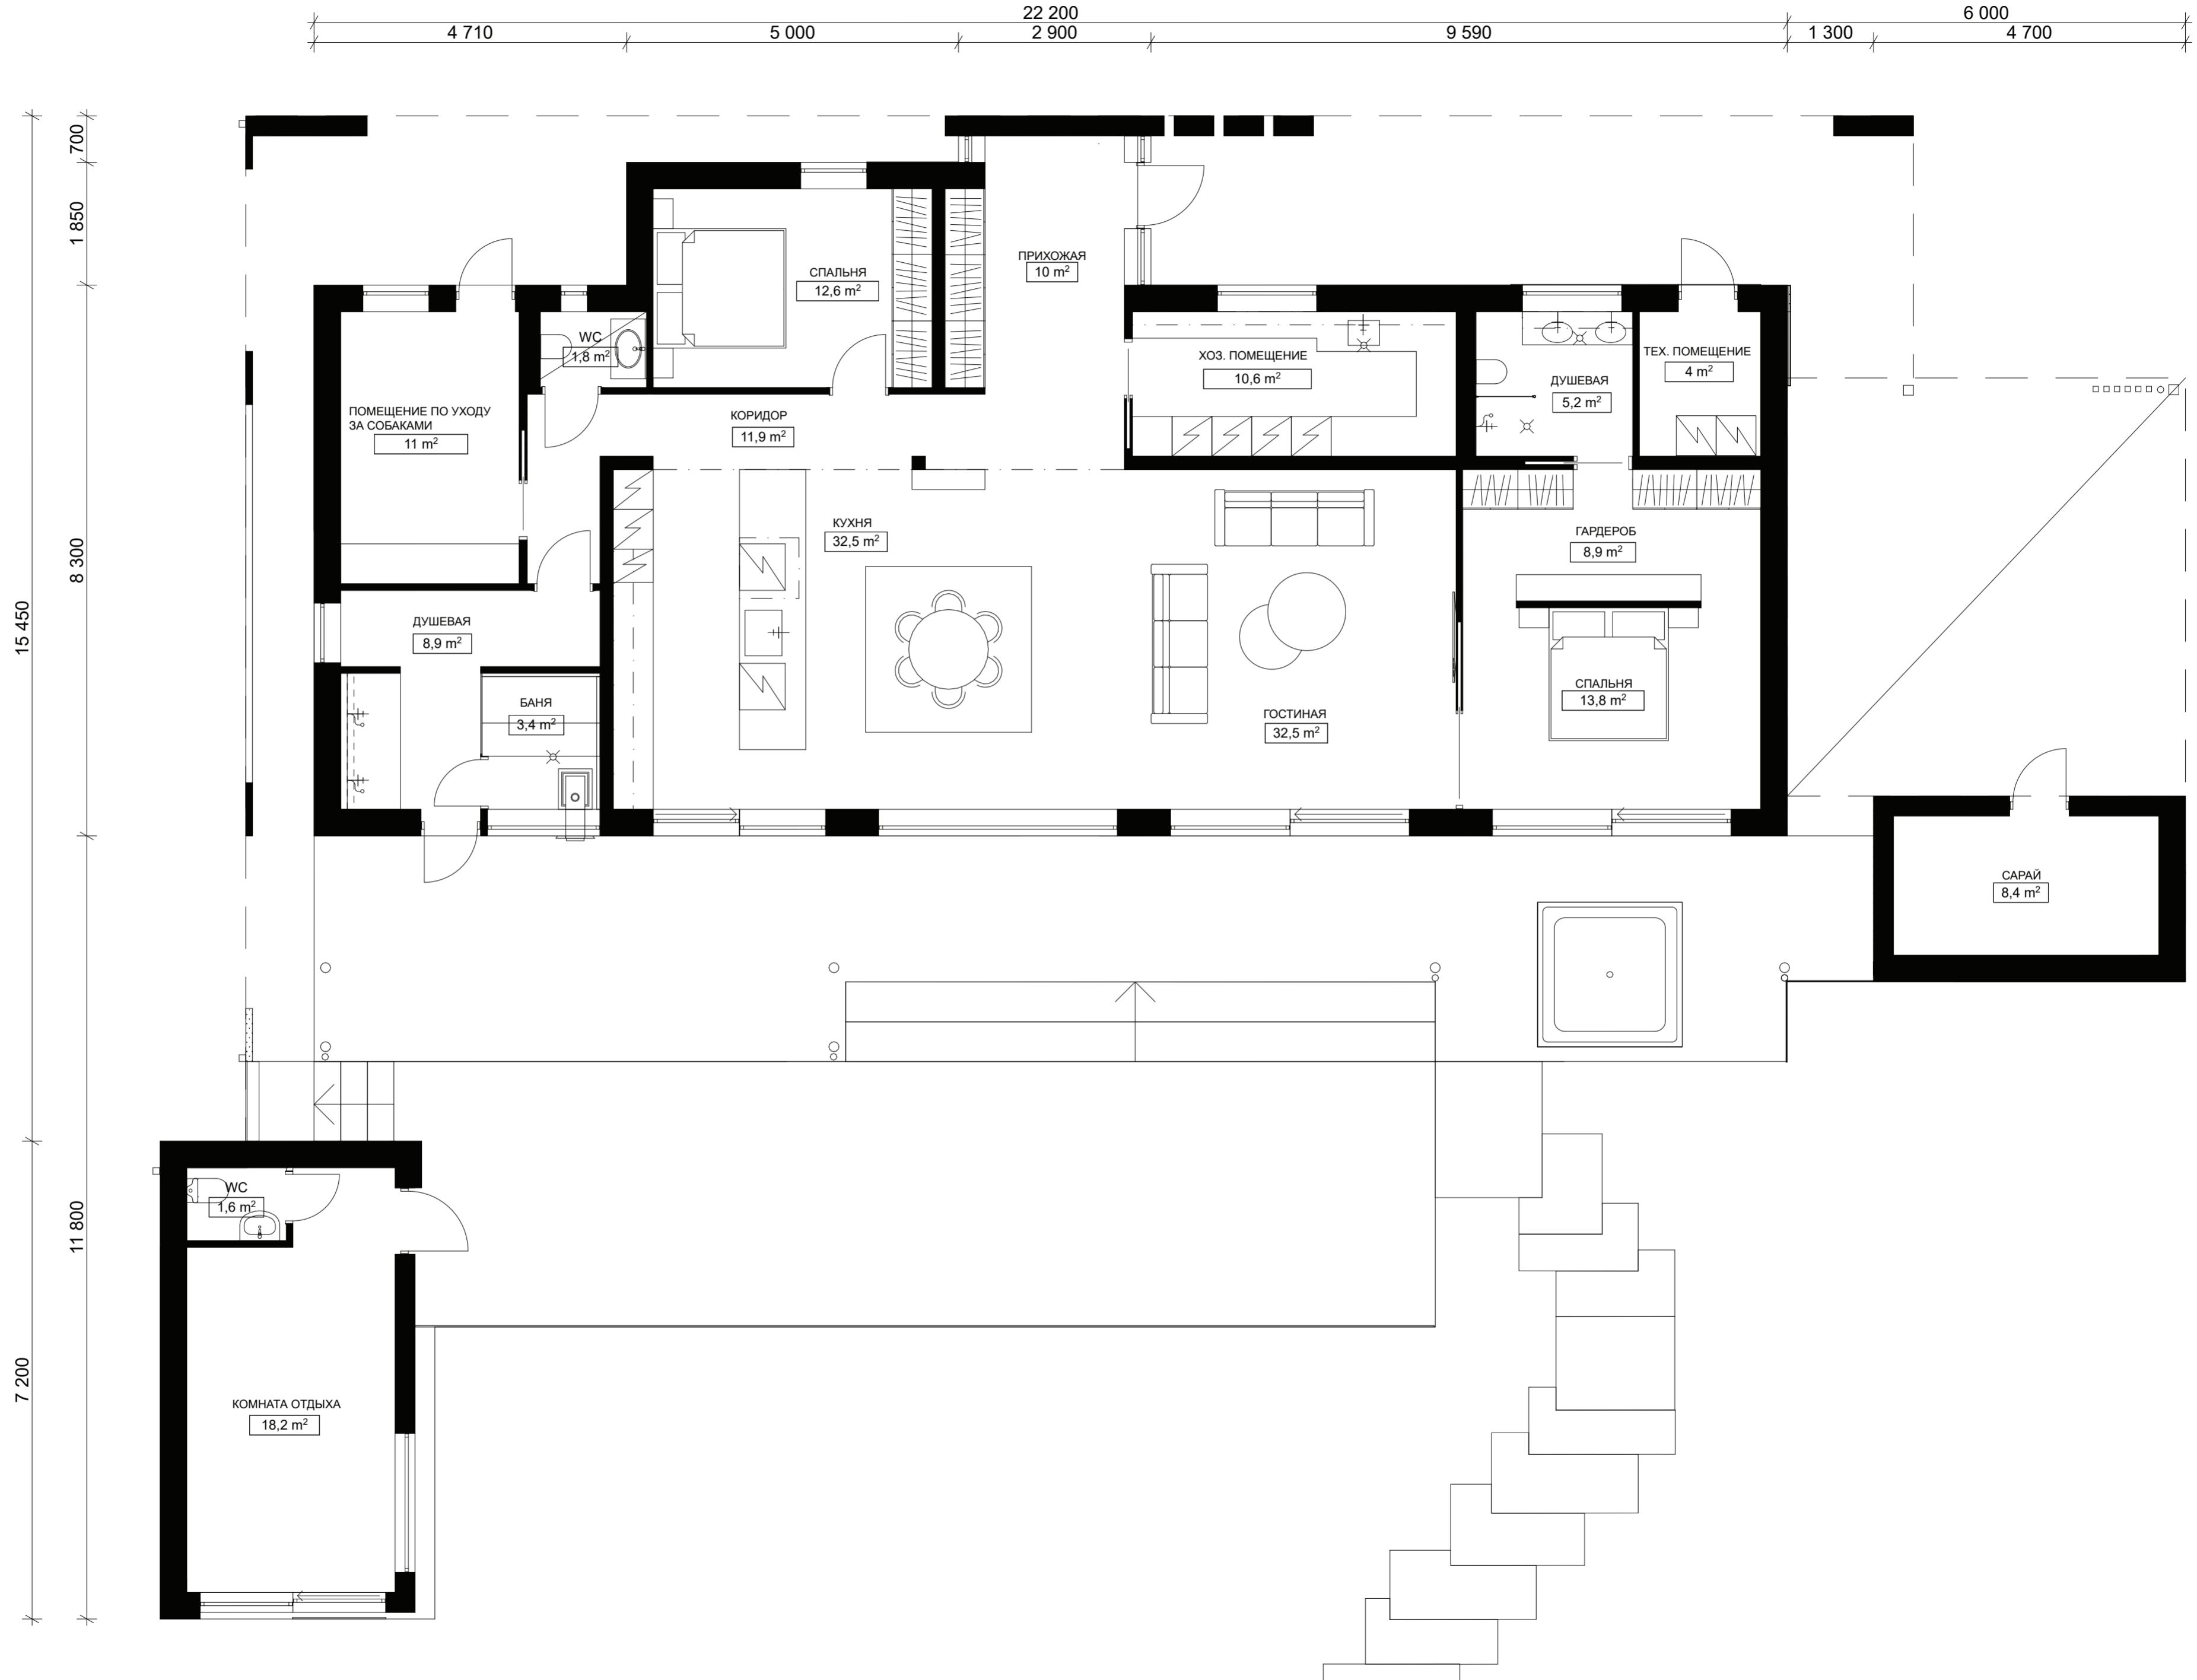 22 200
6 000
4 710
5 000
2 900
9 590
1 300
4 700
700
1 850
8 300
15 450
11 800
7 200
СПАЛЬНЯ
12,6 m²
ПРИХОЖАЯ
10 m²
WC
1,8 m²
ХОЗ. ПОМЕЩЕНИЕ
10,6 m²
ДУШЕВАЯ
5,2 m²
ТЕХ. ПОМЕЩЕНИЕ
4 m²
ПОМЕЩЕНИЕ ПО УХОДУ
ЗА СОБАКАМИ
11 m²
КОРИДОР
11,9 m²
КУХНЯ
32,5 m²
ГАРДЕРОБ
8,9 m²
ДУШЕВАЯ
8,9 m²
СПАЛЬНЯ
13,8 m²
БАНЯ
3,4 m²
ГОСТИНАЯ
32,5 m²
САРАЙ
8,4 m²
WC
1,6 m²
КОМНАТА ОТДЫХА
18,2 m²